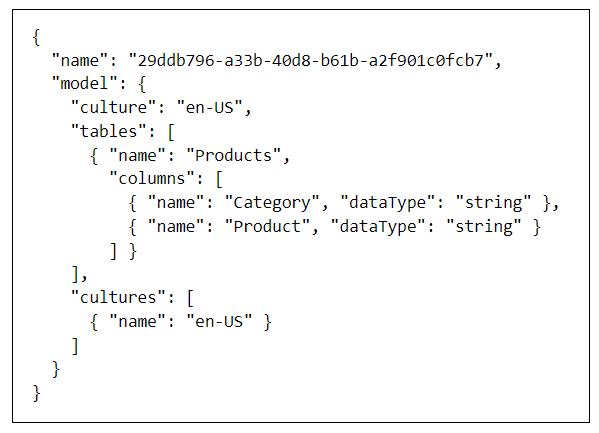 {
"name": "29ddb796-a33b-40d8-b61b-a2f901c0fcb7",
"model": {
"culture": "en-US",
"tables": [
{ "name": "Products",
"columns": [
{ "name": "Category", "dataType": "string" },
{ "name": "Product", "dataType": "string" }
] }
],
"cultures": [
{ "name": "en-US" }
]
}
}